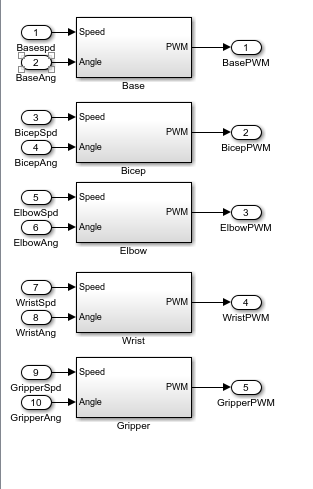 1 Speed
Basespd
PWM 1
BasePWM
2 Angle
BaseAng
Base
3 Speed
BicepSpd
PWM 2
BicepPWM
4 Angle
BicepAng
Bicep
5 Speed
ElbowSpd
PWM 3
ElbowPWM
6 Angle
ElbowAng
Elbow
7 Speed
WristSpd
PWM 4
WristPWM
8 Angle
WristAng
Wrist
9 Speed
GripperSpd
PWM 5
GripperPWM
10 Angle
GripperAng
Gripper